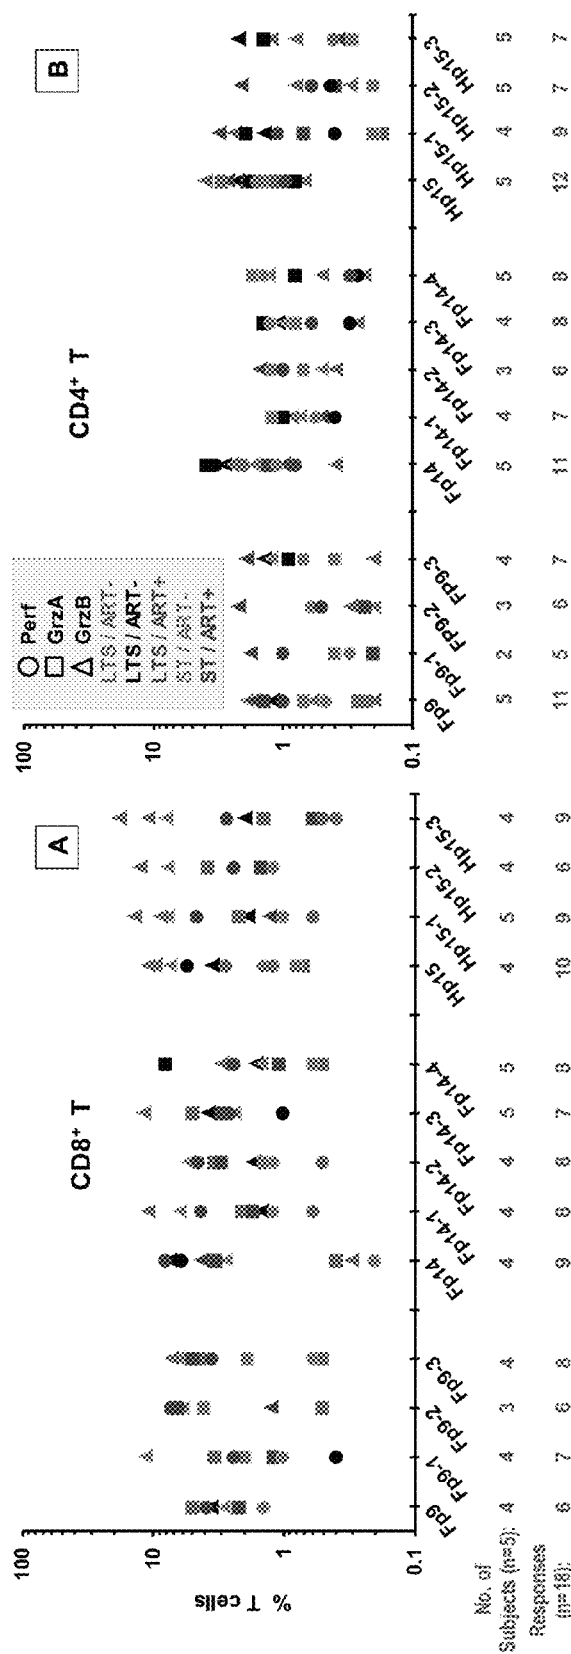 A
CD8+ T
100
10
1
0.1
% T cells
Fp9 Fp9-1 Fp9-2 Fp9-3 Fp14 Fp14-1 Fp14-2 Fp14-3 Fp14-4 Hp15 Hp15-1 Hp15-2 Hp15-3
B
CD4+ T
100
10
1
0.1
Perf
GrzA
GrzB
LTS / ART-
LTS / ART-
LTS / ART+
ST / ART-
ST / ART+
Fp9 Fp9-1 Fp9-2 Fp9-3 Fp14 Fp14-1 Fp14-2 Fp14-3 Fp14-4 Hp15 Hp15-1 Hp15-2 Hp15-3
No. of
Subjects (n=5): 4 4 3 4 4 4 4 5 5 4 5 4 4 2 3 4 5 4 3 4 5 4 5 5
Responses
(n=18): 6 7 6 8 9 8 8 7 8 10 9 6 9 11 5 6 7 11 7 6 8 8 12 9 7 7